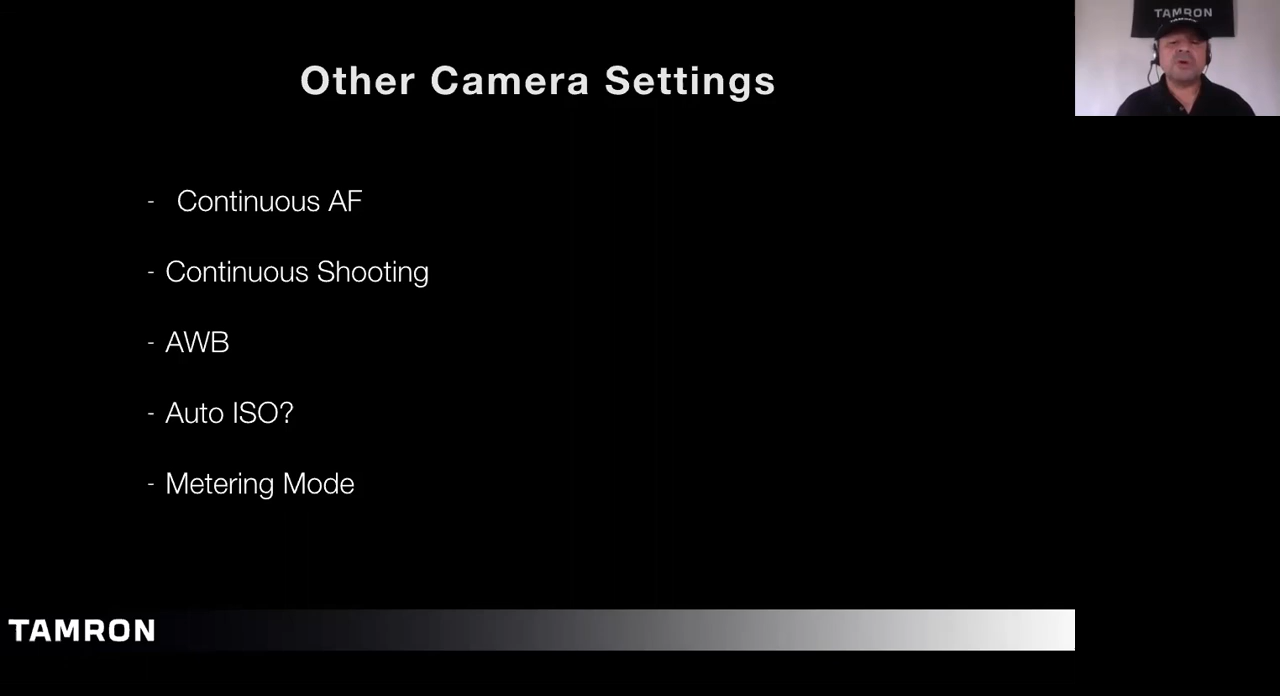 TAMRON
Other Camera Settings
- Continuous AF
- Continuous Shooting
- AWB
- Auto ISO?
- Metering Mode
TAMRON